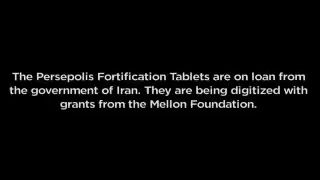 The Persepolis Fortification Tablets are on loan from
the government of Iran. They are being digitized with
grants from the Mellon Foundation.